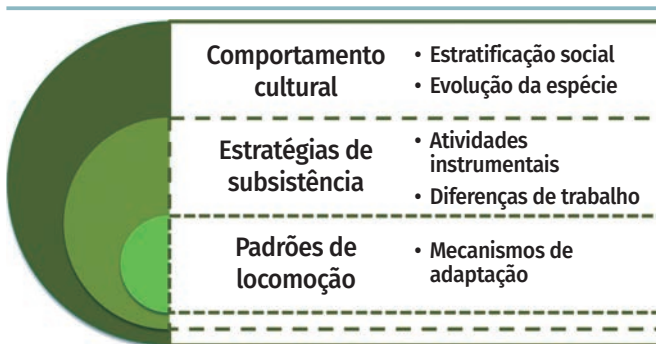 Comportamento cultural
• Estratificação social
• Evolução da espécie
Estratégias de subsistência
• Atividades instrumentais
• Diferenças de trabalho
Padrões de locomoção
• Mecanismos de adaptação